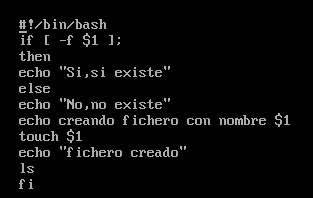 #!/bin/bash
if [ -f $1 ];
then
echo "Si,si existe"
else
echo "No,no existe"
echo creando fichero con nombre $1
touch $1
echo "fichero creado"
ls
fi